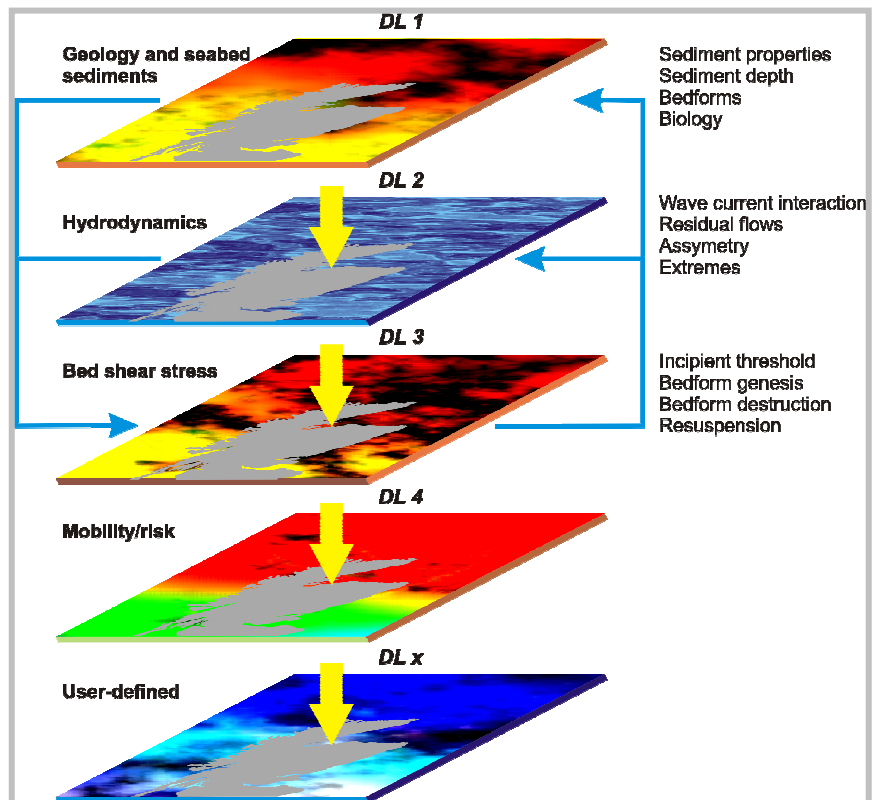 DL 1
Geology and seabed
sediments
Sediment properties
Sediment depth
Bedforms
Biology
DL 2
Hydrodynamics
Wave current interaction
Residual flows
Assymetry
Extremes
DL 3
Bed shear stress
Incipient threshold
Bedform genesis
Bedform destruction
Resuspension
DL 4
Mobility/risk
DL x
User-defined